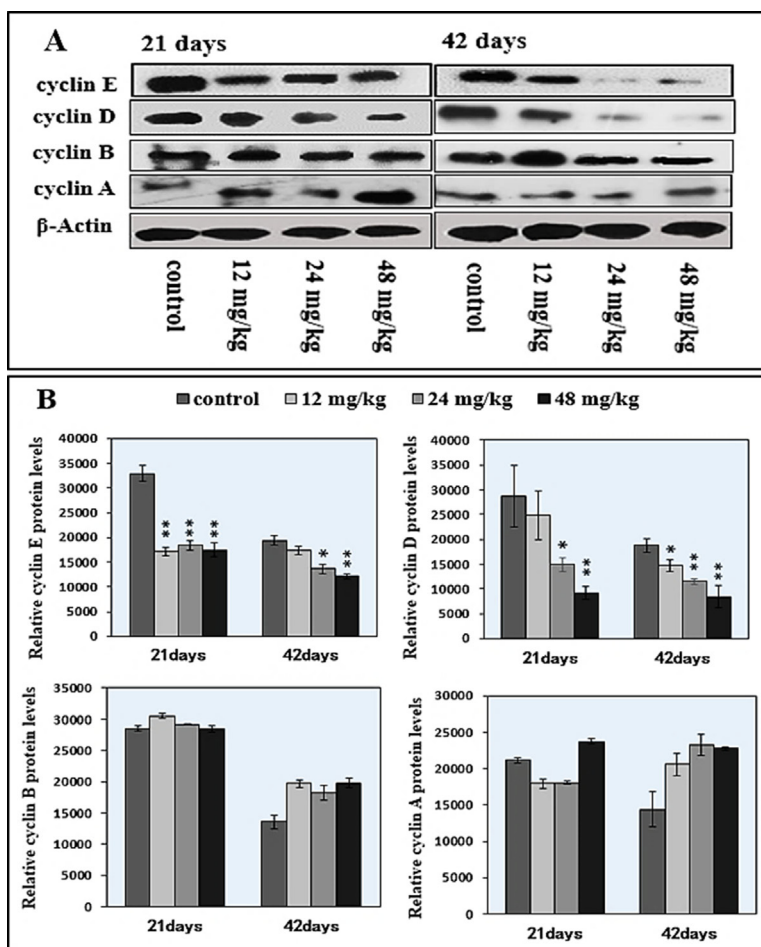 A
21 days
42 days
cyclin E
cyclin D
cyclin B
cyclin A
β-Actin
control
12 mg/kg
24 mg/kg
48 mg/kg
control
12 mg/kg
24 mg/kg
48 mg/kg
B
control 12 mg/kg 24 mg/kg 48 mg/kg
Relative cyclin E protein levels
40000
35000
30000
25000
20000
15000
10000
5000
0
** ** **
* **
21days 42days
Relative cyclin D protein levels
40000
35000
30000
25000
20000
15000
10000
5000
0
* **
* ** **
21days 42days
Relative cyclin B protein levels
35000
30000
25000
20000
15000
10000
5000
0
21days 42days
Relative cyclin A protein levels
30000
25000
20000
15000
10000
5000
0
21days 42days